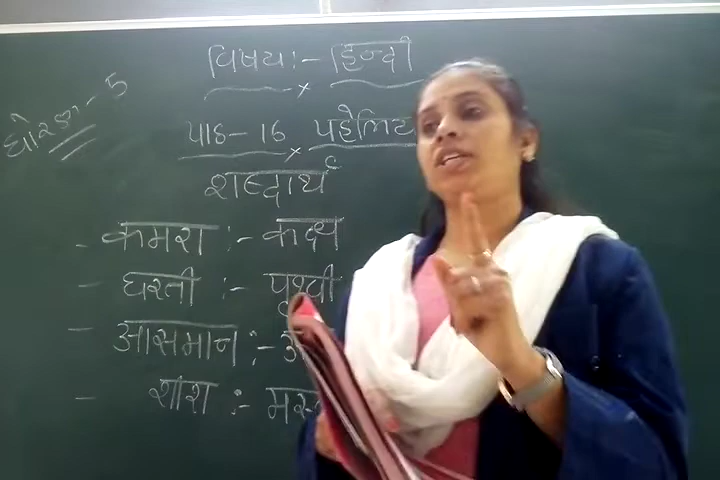 धोरण - 5
विषय :- हिन्दी
पाठ - 16 पहेलियाँ
शब्दार्थ
- कमरा :- कक्ष
- धरती :- पृथ्वी
- आसमान :-
- शीश :-